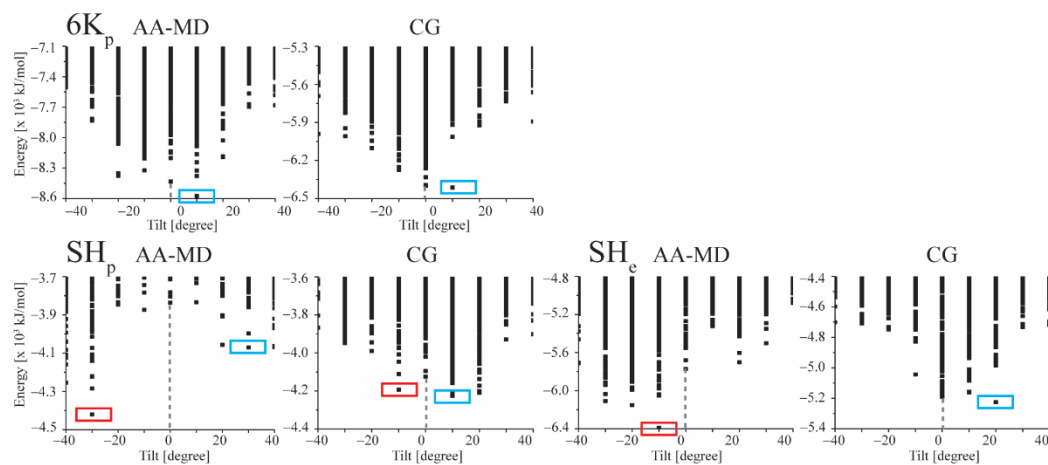 6Kp AA-MD CG
Energy [x 10³ kJ/mol]
−7.1
−7.4
−7.7
−8.0
−8.3
−8.6
−40 −20 0 20 40
Tilt [degree]
−5.3
−5.6
−5.9
−6.2
−6.5
−40 −20 0 20 40
Tilt [degree]
SHp AA-MD CG
Energy [x 10³ kJ/mol]
−3.7
−3.9
−4.1
−4.3
−4.5
−40 −20 0 20 40
Tilt [degree]
−3.6
−3.8
−4.0
−4.2
−4.4
−40 −20 0 20 40
Tilt [degree]
SHe AA-MD CG
−4.8
−5.2
−5.6
−6.0
−6.4
−40 −20 0 20 40
Tilt [degree]
−4.4
−4.6
−4.8
−5.0
−5.2
−5.4
−40 −20 0 20 40
Tilt [degree]